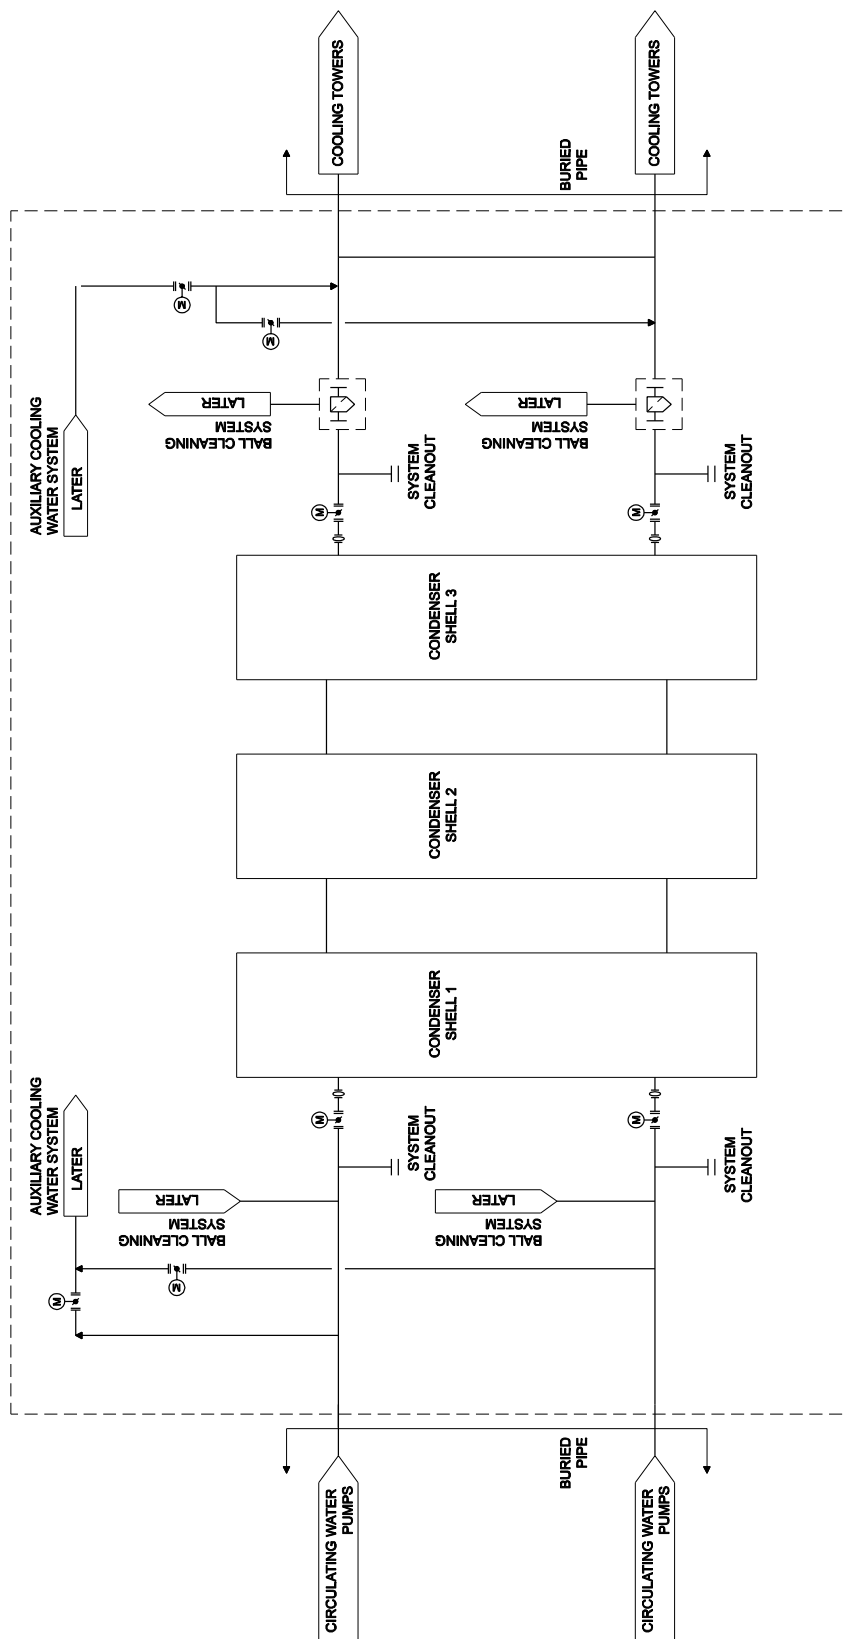 COOLING TOWERS
COOLING TOWERS
BURIED
PIPE
M
M
AUXILIARY COOLING
WATER SYSTEM
LATER
LATER
BALL CLEANING
SYSTEM
LATER
BALL CLEANING
SYSTEM
SYSTEM
CLEANOUT
SYSTEM
CLEANOUT
M
M
CONDENSER
SHELL 3
CONDENSER
SHELL 2
CONDENSER
SHELL 1
AUXILIARY COOLING
WATER SYSTEM
LATER
M
M
SYSTEM
CLEANOUT
SYSTEM
CLEANOUT
LATER
BALL CLEANING
SYSTEM
LATER
BALL CLEANING
SYSTEM
M
M
BURIED
PIPE
CIRCULATING WATER
PUMPS
CIRCULATING WATER
PUMPS